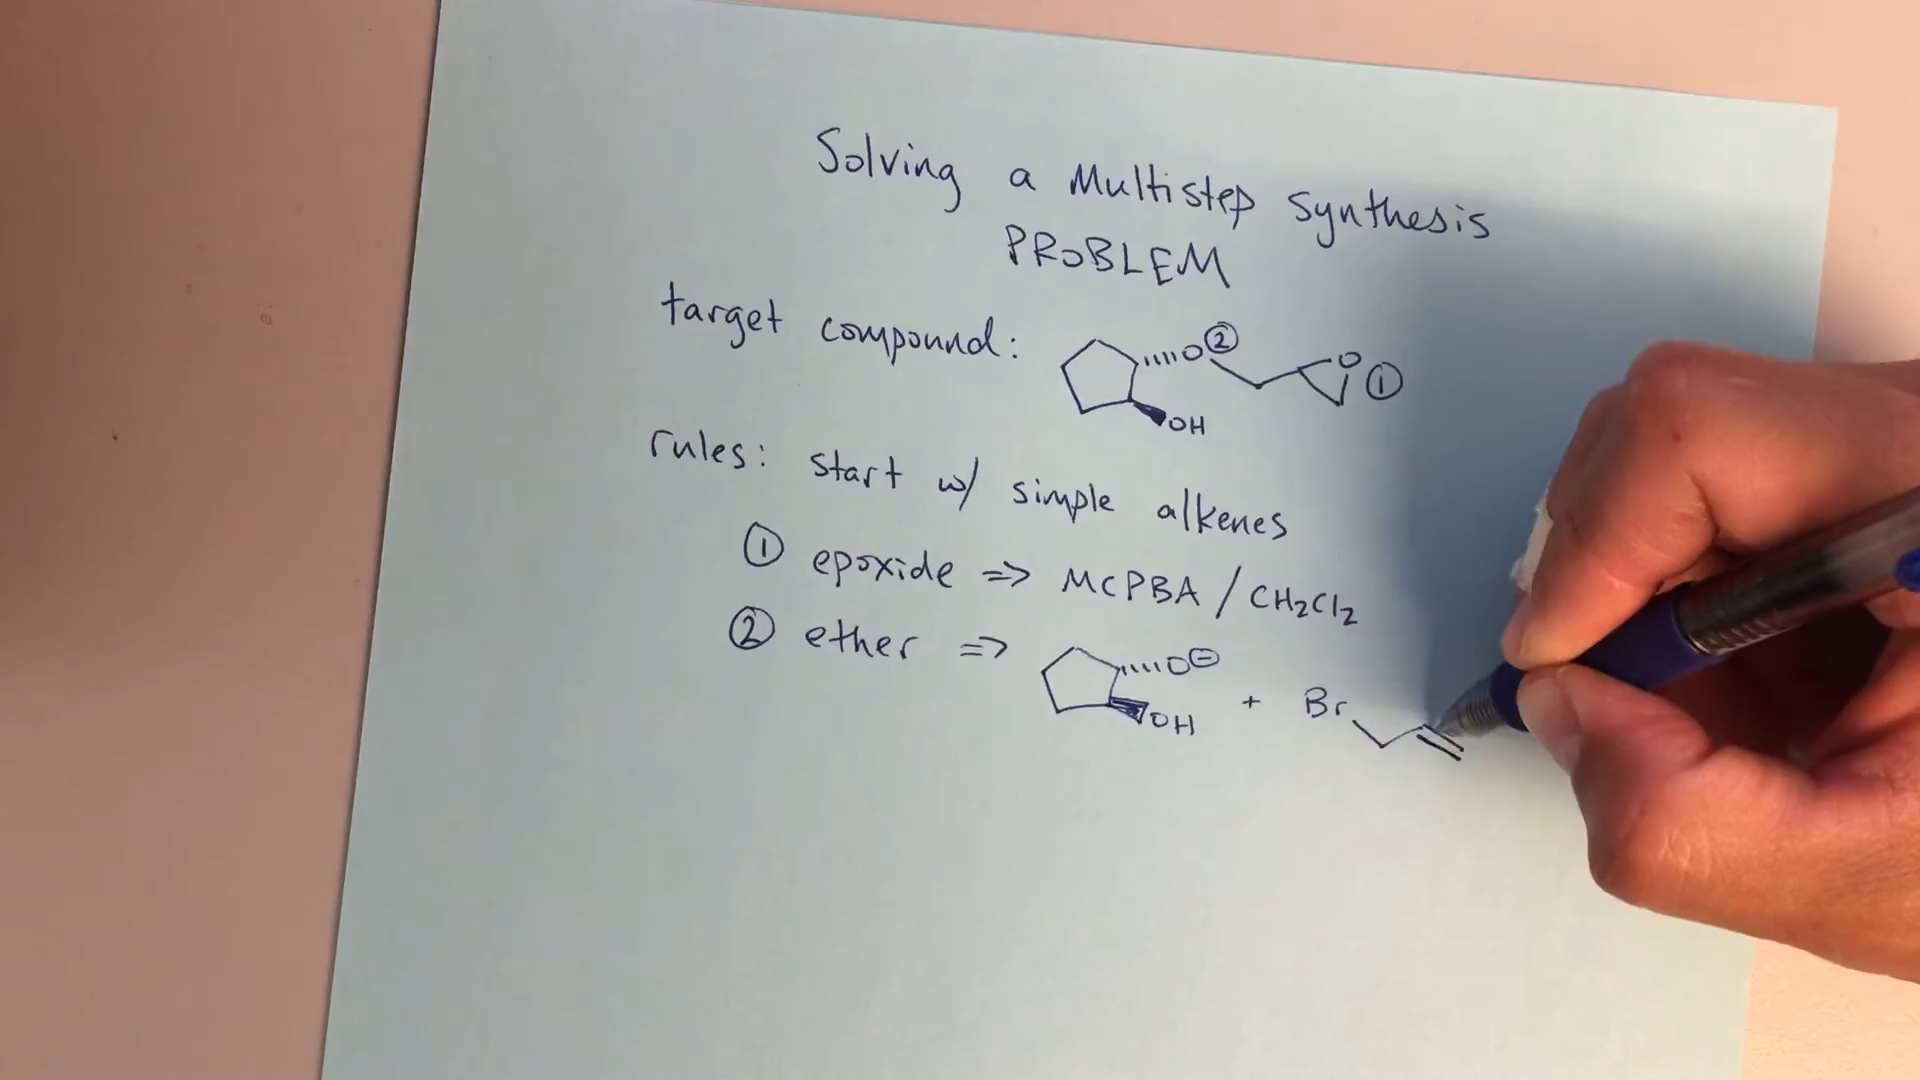 Solving a Multistep Synthesis
PROBLEM
target compound: O ② O ①
OH
rules: start w/ simple alkenes
① epoxide => MCPBA / CH2Cl2
② ether => O⊖ + Br
OH